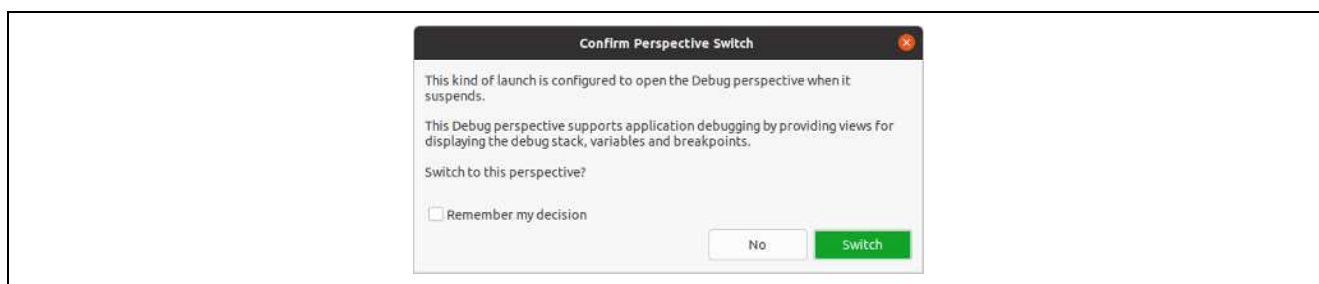 Confirm Perspective Switch
This kind of launch is configured to open the Debug perspective when it
suspends.
This Debug perspective supports application debugging by providing views for
displaying the debug stack, variables and breakpoints.
Switch to this perspective?
Remember my decision
No
Switch